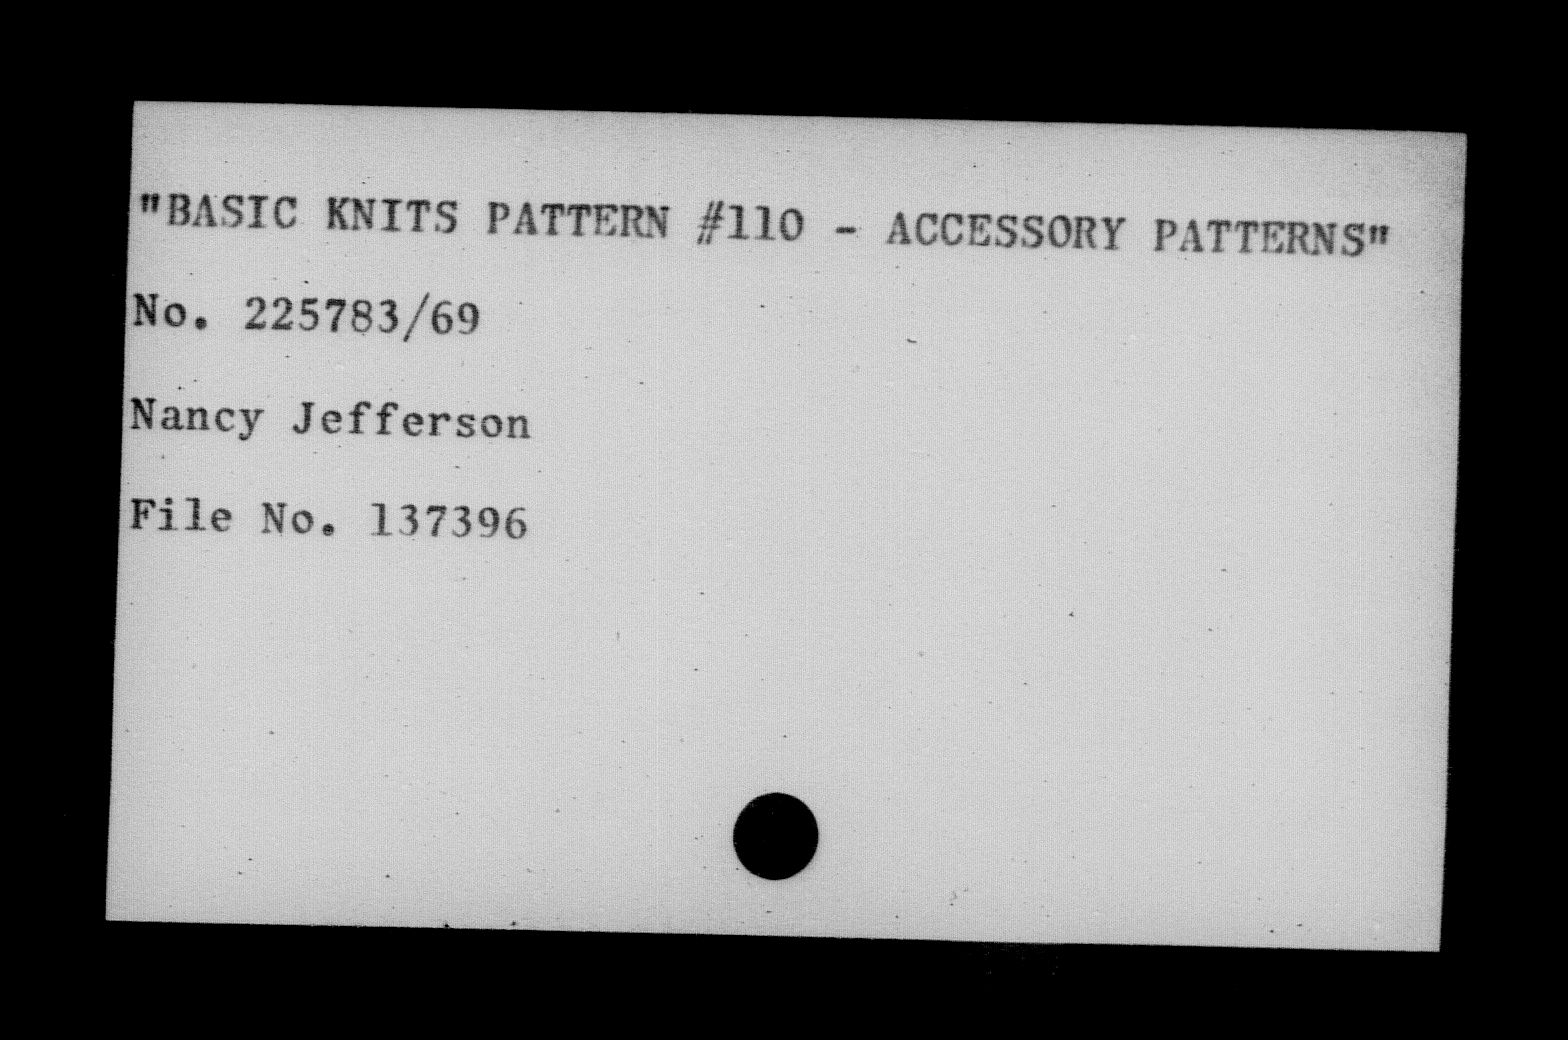 "BASIC KNITS PATTERN #110 - ACCESSORY PATTERNS"
No. 225783/69
Nancy Jefferson
File No. 137396